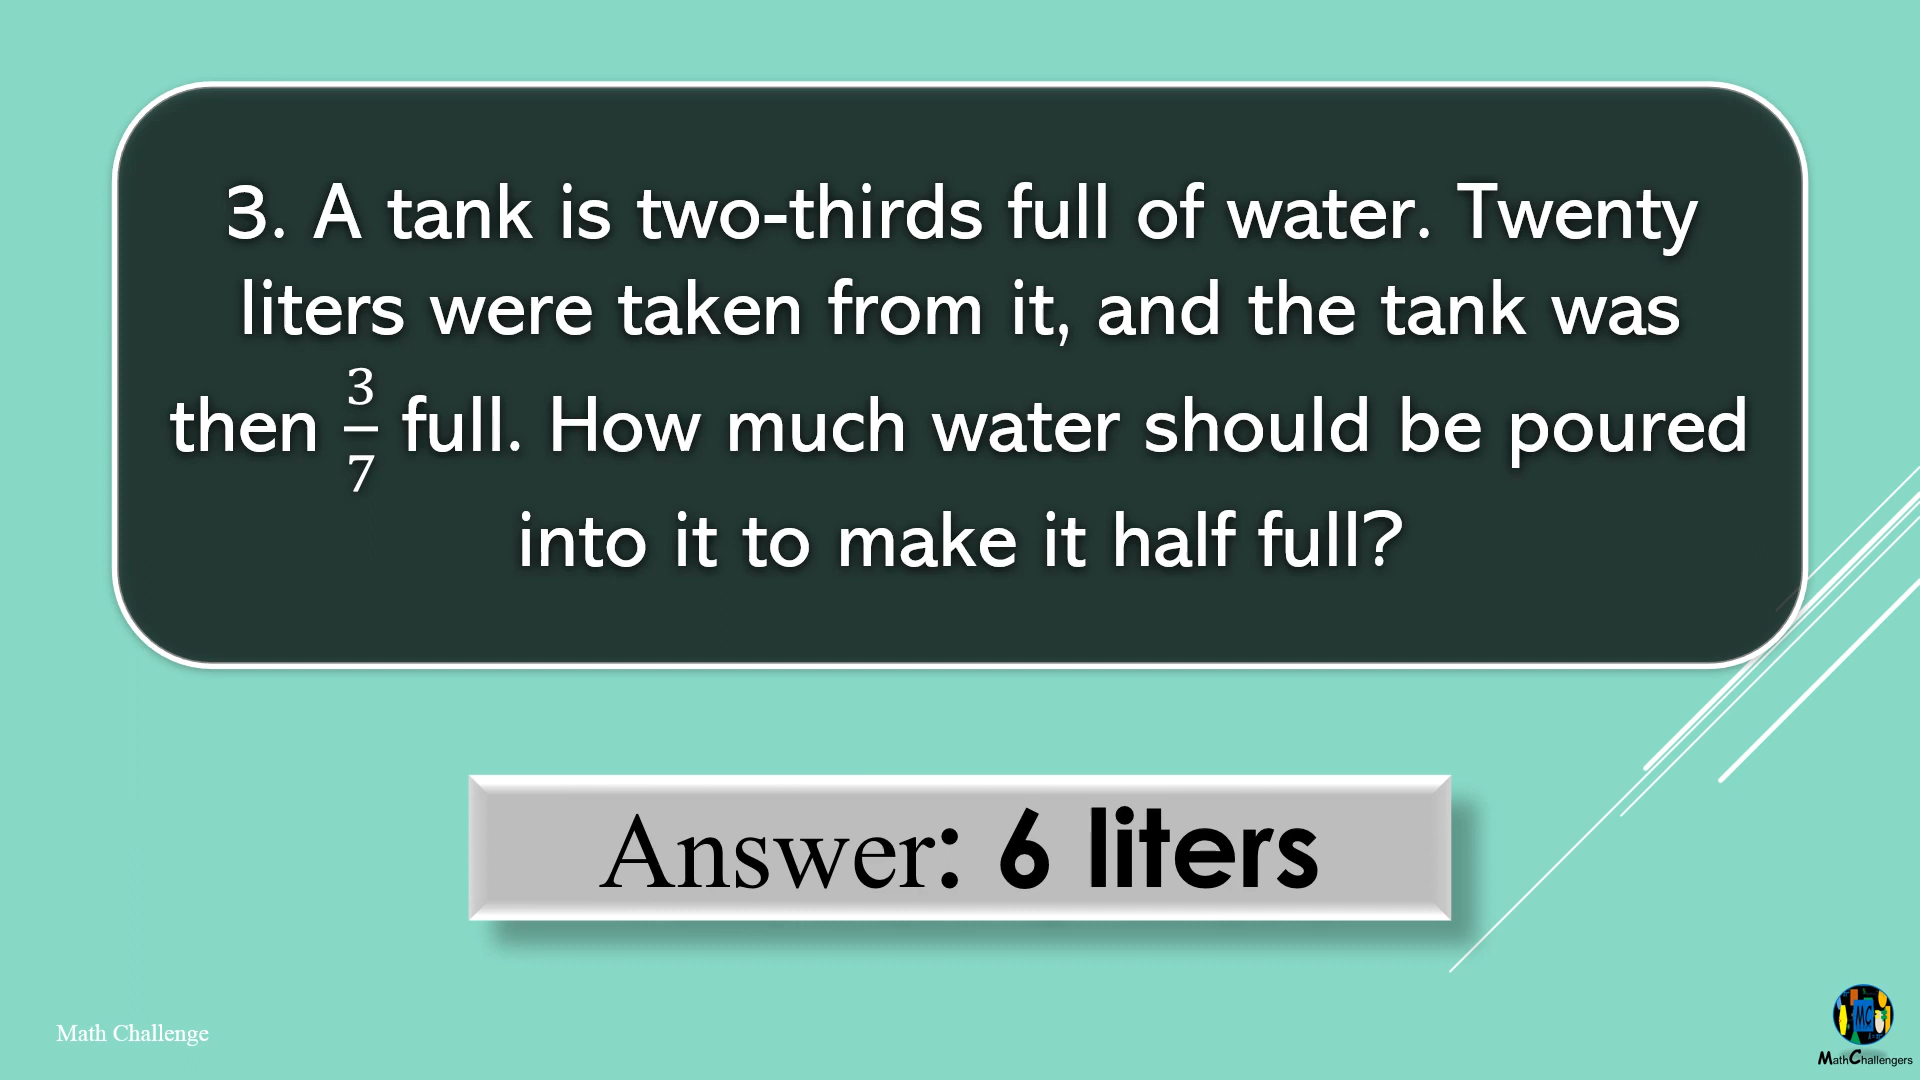 3. A tank is two-thirds full of water. Twenty
liters were taken from it, and the tank was
then 3/7 full. How much water should be poured
into it to make it half full?
Answer: 6 liters
Math Challenge
MC
MathChallengers